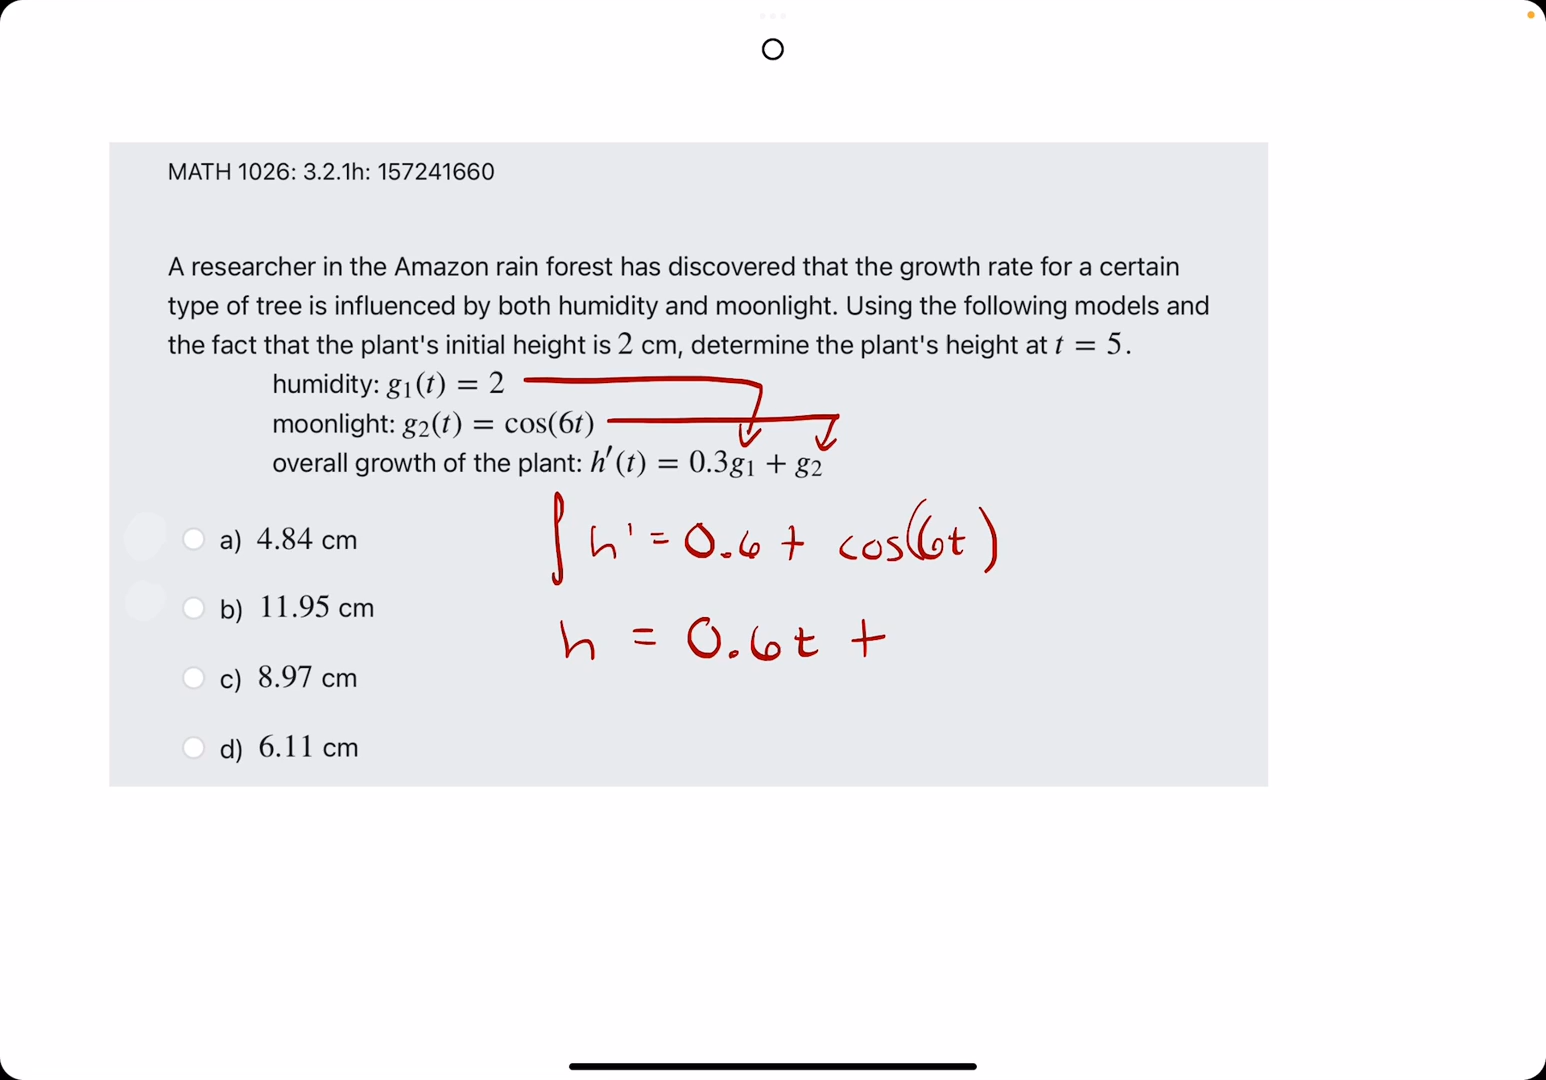 MATH 1026: 3.2.1h: 157241660
A researcher in the Amazon rain forest has discovered that the growth rate for a certain
type of tree is influenced by both humidity and moonlight. Using the following models and
the fact that the plant's initial height is 2 cm, determine the plant's height at t = 5.
humidity: g₁(t) = 2
moonlight: g₂(t) = cos(6t)
overall growth of the plant: h′(t) = 0.3g₁ + g₂
∫ h' = 0.6 + cos(6t)
h = 0.6t +
a) 4.84 cm
b) 11.95 cm
c) 8.97 cm
d) 6.11 cm